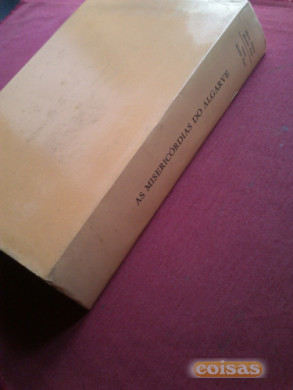 AS MISERICÓRDIAS DO ALGARVE
coisas